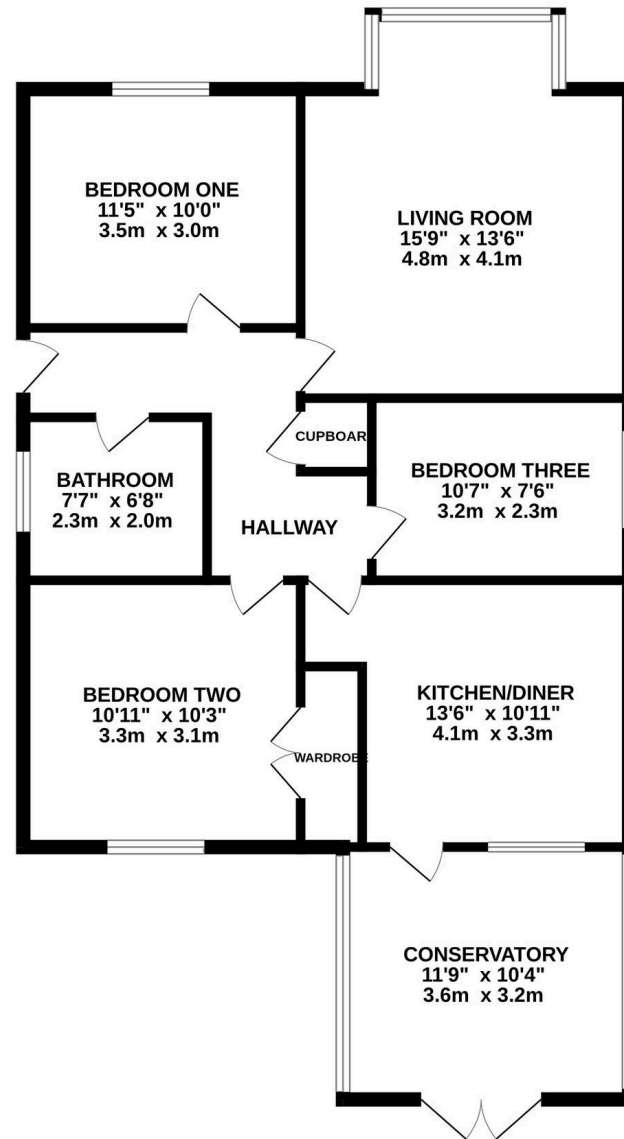 BEDROOM ONE
11'5" x 10'0"
3.5m x 3.0m
LIVING ROOM
15'9" x 13'6"
4.8m x 4.1m
CUPBOAR
BATHROOM
7'7" x 6'8"
2.3m x 2.0m
BEDROOM THREE
10'7" x 7'6"
3.2m x 2.3m
HALLWAY
BEDROOM TWO
10'11" x 10'3"
3.3m x 3.1m
KITCHEN/DINER
13'6" x 10'11"
4.1m x 3.3m
WARDROBE
CONSERVATORY
11'9" x 10'4"
3.6m x 3.2m